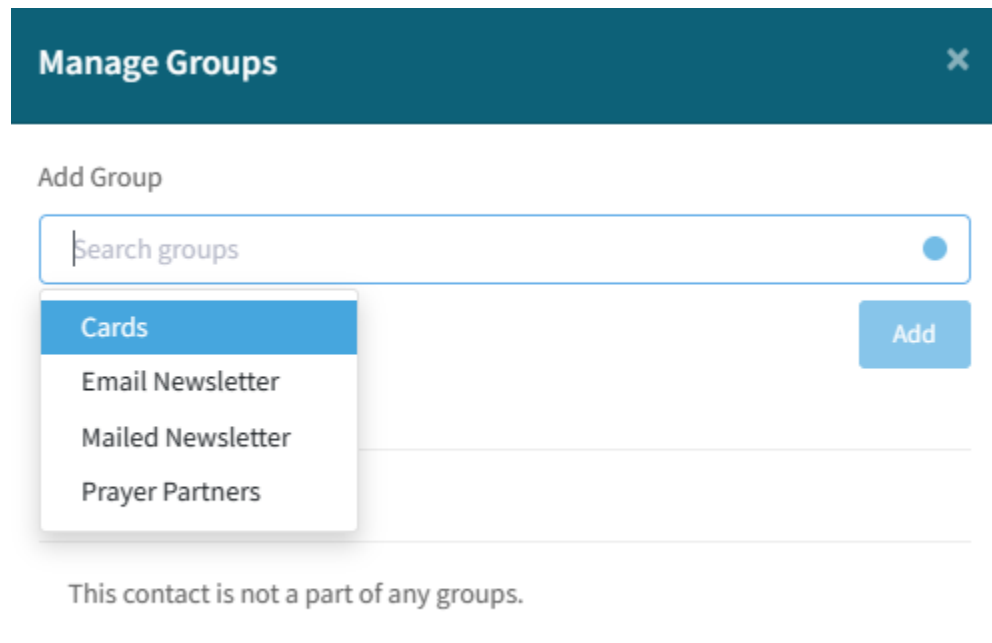 Manage Groups
×
Add Group
Search groups
Cards
Add
Email Newsletter
Mailed Newsletter
Prayer Partners
This contact is not a part of any groups.